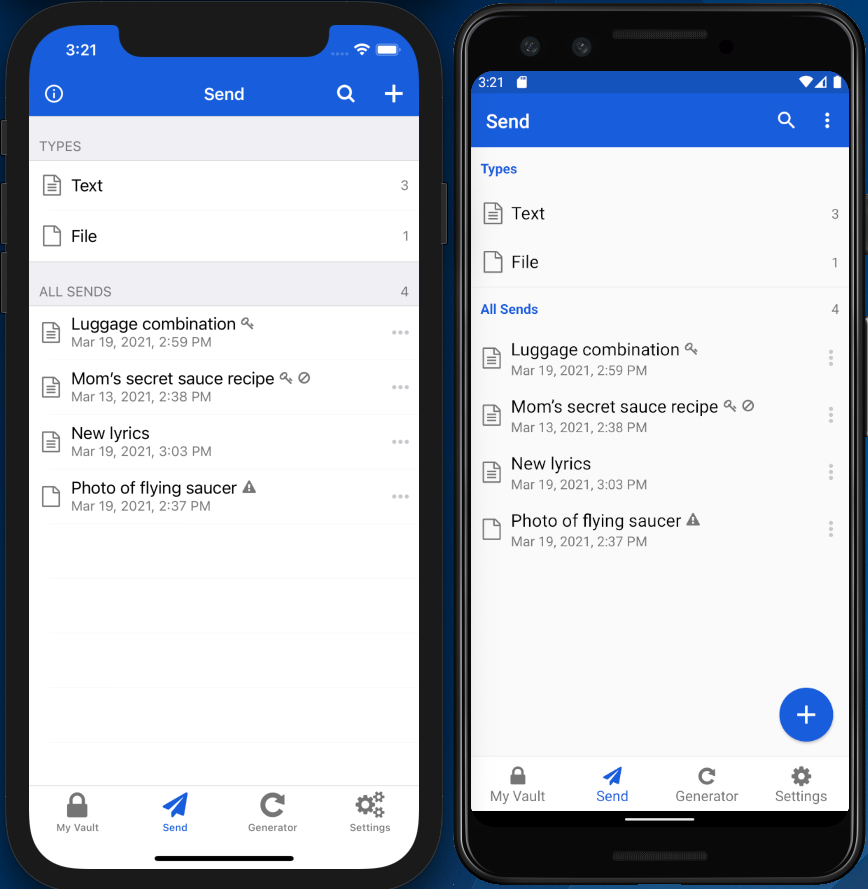 3:21
Send
TYPES
Text 3
File 1
ALL SENDS 4
Luggage combination
Mar 19, 2021, 2:59 PM
Mom's secret sauce recipe
Mar 13, 2021, 2:38 PM
New lyrics
Mar 19, 2021, 3:03 PM
Photo of flying saucer
Mar 19, 2021, 2:37 PM
My Vault Send Generator Settings
3:21
Send
Types
Text 3
File 1
All Sends 4
Luggage combination
Mar 19, 2021, 2:59 PM
Mom's secret sauce recipe
Mar 13, 2021, 2:38 PM
New lyrics
Mar 19, 2021, 3:03 PM
Photo of flying saucer
Mar 19, 2021, 2:37 PM
My Vault Send Generator Settings